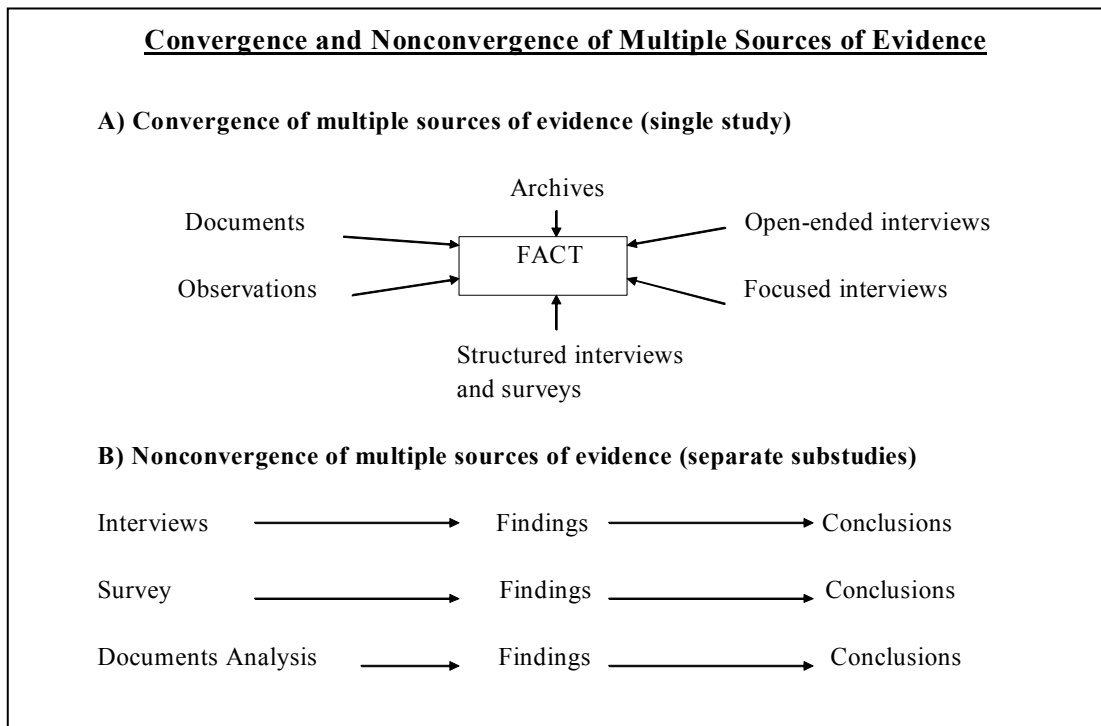 Convergence and Nonconvergence of Multiple Sources of Evidence
A) Convergence of multiple sources of evidence (single study)
Archives
Documents
Open-ended interviews
FACT
Observations
Focused interviews
Structured interviews
and surveys
B) Nonconvergence of multiple sources of evidence (separate substudies)
Interviews Findings Conclusions
Survey Findings Conclusions
Documents Analysis Findings Conclusions